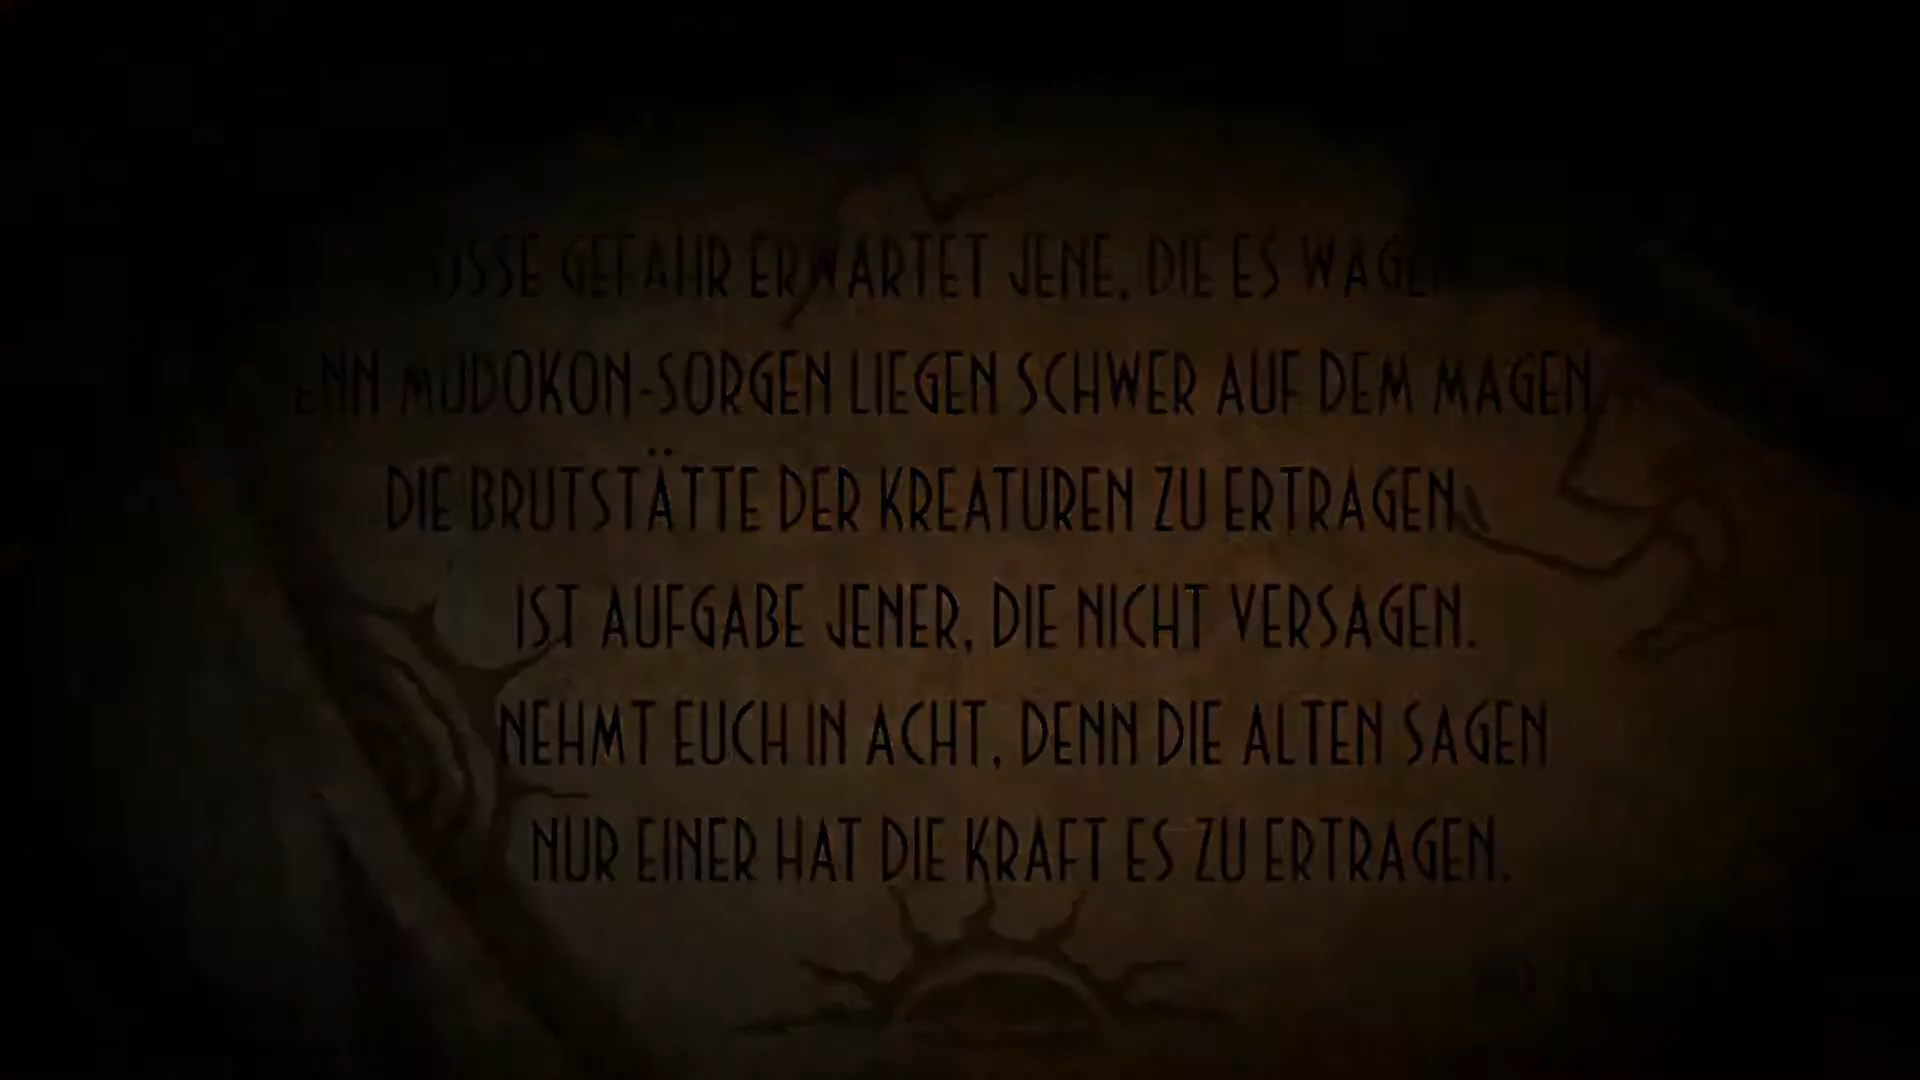 GEFAHR ERWARTET JENE, DIE ES
MUDOKON-SORGEN LIEGEN SCHWER AUF DEM MAGEN
DIE BRUTSTÄTTE DER KREATUREN ZU ERTRAGEN
IST AUFGABE JENER, DIE NICHT VERSAGEN.
NEHMT EUCH IN ACHT, DENN DIE ALTEN SAGEN
NUR EINER HAT DIE KRAFT ES ZU ERTRAGEN.